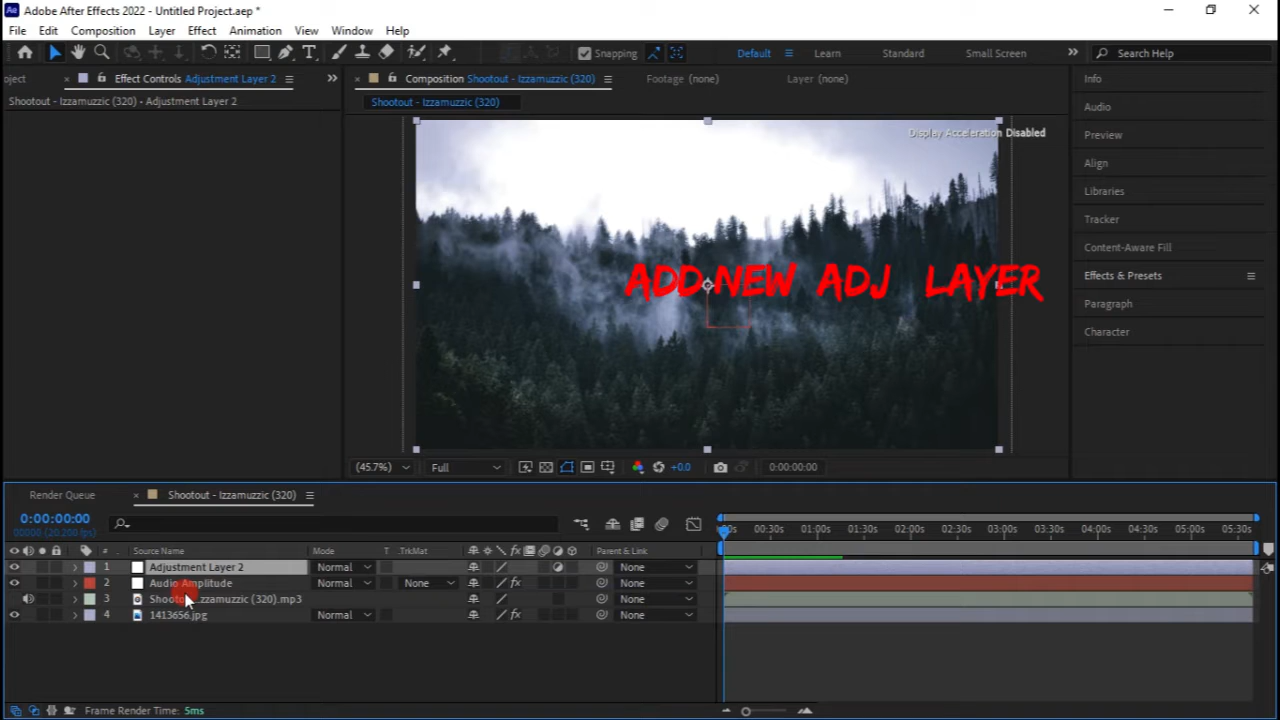 Adobe After Effects 2022 - Untitled Project.aep *
File Edit Composition Layer Effect Animation View Window Help
Snapping Default Learn Standard Small Screen Search Help
oject Effect Controls Adjustment Layer 2 Composition Shootout - Izzamuzzic (320) Footage (none) Layer (none) Info
Shootout - Izzamuzzic (320) • Adjustment Layer 2 Shootout - Izzamuzzic (320) Audio
Display Acceleration Disabled Preview
Align
Libraries
Tracker
Content-Aware Fill
ADD NEW ADJ LAYER Effects & Presets
Paragraph
Character
(45.7%) Full +0.0 0:00:00:00
Render Queue Shootout - Izzamuzzic (320)
0:00:00:00
00:30s 01:00s 01:30s 02:00s 02:30s 03:00s 03:30s 04:00s 04:30s 05:00s 05:30s
# Source Name Mode T .TrkMat Parent & Link
1 Adjustment Layer 2 Normal None
2 Audio Amplitude Normal None None
3 Shooto...zzamuzzic (320).mp3 None
4 1413656.jpg Normal None
Frame Render Time: 5ms